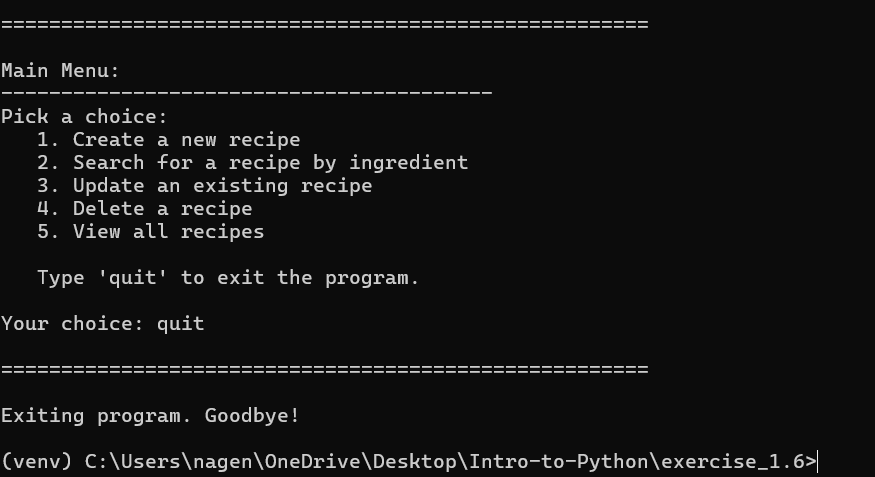 ======================================================
Main Menu:
-----------------------------------------
Pick a choice:
   1. Create a new recipe
   2. Search for a recipe by ingredient
   3. Update an existing recipe
   4. Delete a recipe
   5. View all recipes
   Type 'quit' to exit the program.
Your choice: quit
======================================================
Exiting program. Goodbye!
(venv) C:\Users\nagen\OneDrive\Desktop\Intro-to-Python\exercise_1.6>